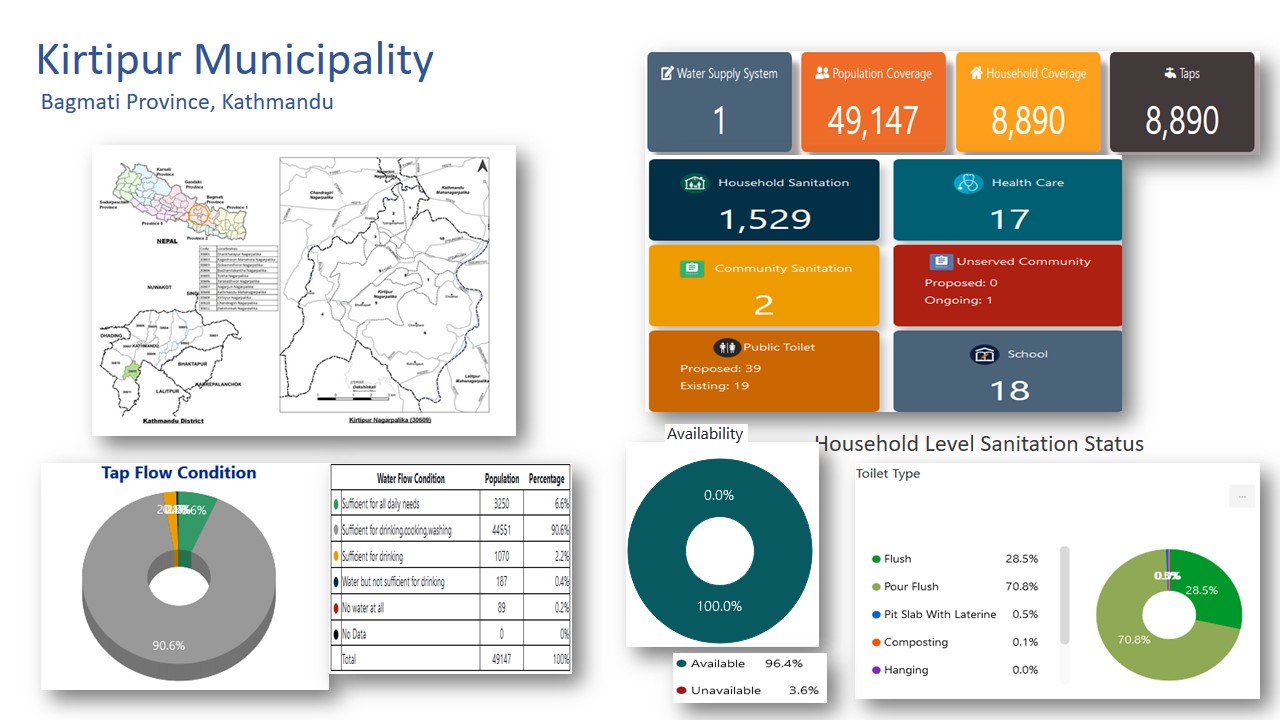 Kirtipur Municipality
Bagmati Province, Kathmandu
Water Supply System
1
Population Coverage
49,147
Household Coverage
8,890
Taps
8,890
Household Sanitation
1,529
Health Care
17
Community Sanitation
2
Unserved Community
Proposed: 0
Ongoing: 1
Public Toilet
Proposed: 39
Existing: 19
School
18
Karnali
Province
Gandaki
Province
Bagmati
Province
Province 1
Province 5
Province 2
NEPAL
NUWAKOT
DHADING
KATHMANDU
BHAKTAPUR
LALITPUR
Kathmandu District
Chandragiri
Nagarpalika
Kathmandu
Mahanagarpalika
Kirtipur
Nagarpalika
Dakshinkali
Lalitpur
Mahanagarpalika
Kirtipur Nagarpalika (30609)
Tap Flow Condition
90.6%
Water Flow Condition Population Percentage
Sufficient for all daily needs 3250 6.6%
Sufficient for drinking,cooking,washing 44551 90.6%
Sufficient for drinking 1070 2.2%
Water but not sufficient for drinking 187 0.4%
No water at all 89 0.2%
No Data 0 0%
Total 49147 100%
Availability
0.0%
100.0%
Available 96.4%
Unavailable 3.6%
Household Level Sanitation Status
Toilet Type
...
Flush 28.5%
Pour Flush 70.8%
Pit Slab With Laterine 0.5%
Composting 0.1%
Hanging 0.0%
28.5%
70.8%